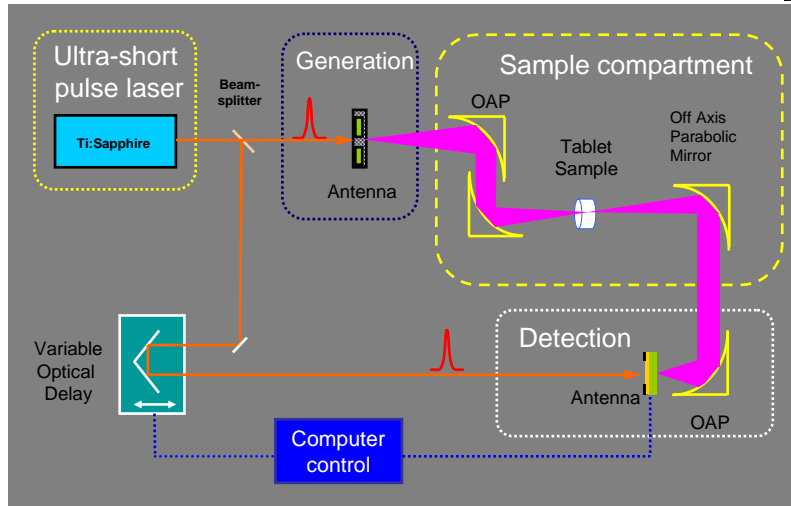 Ultra-short
pulse laser
Ti:Sapphire
Beam-
splitter
Generation
Antenna
Sample compartment
OAP
Tablet
Sample
Off Axis
Parabolic
Mirror
Variable
Optical
Delay
Detection
Antenna
OAP
Computer
control